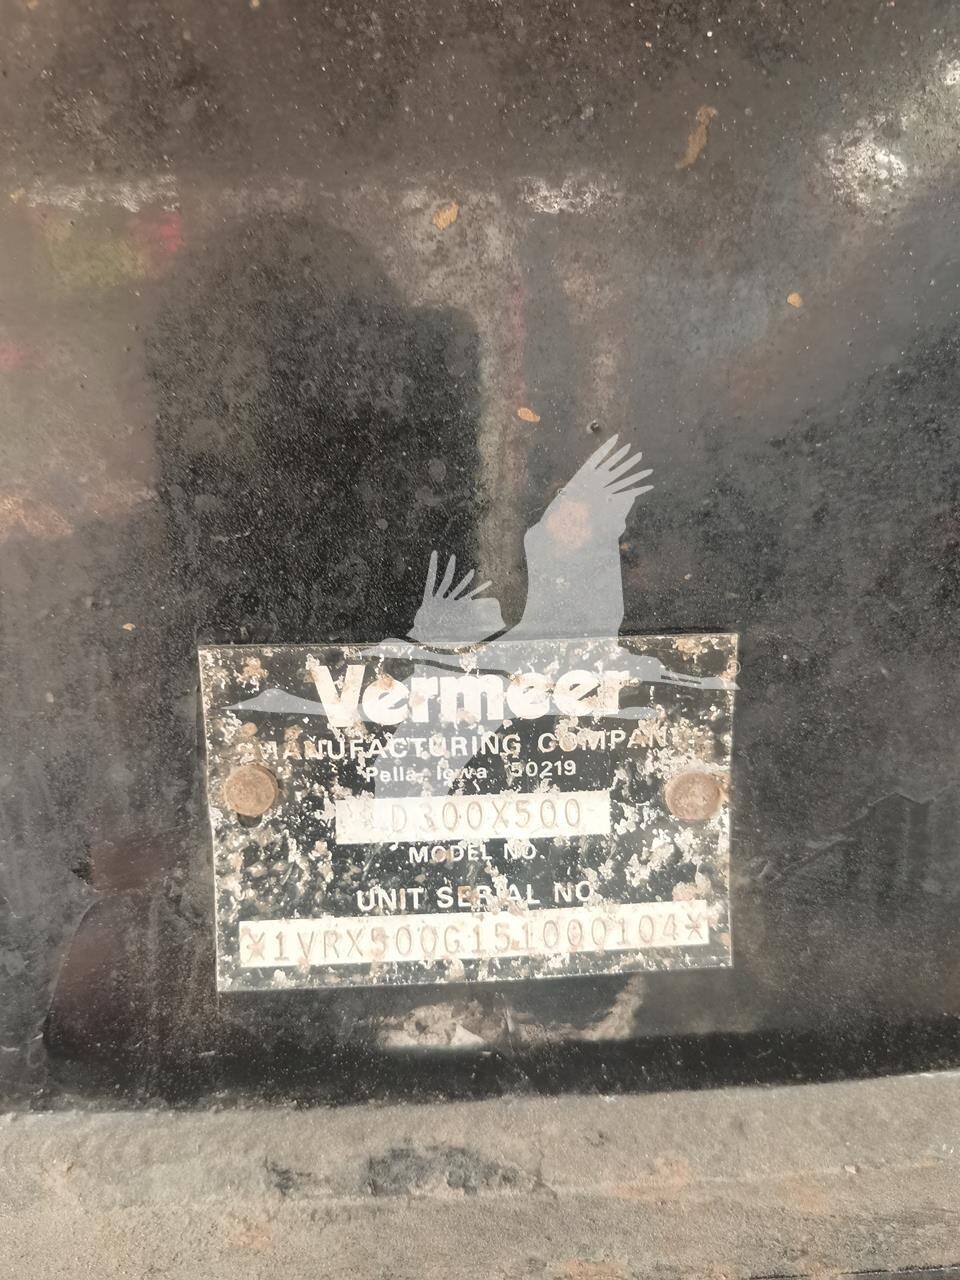 Vermeer
MANUFACTURING COMPANY
Pella, Iowa 50219
D300X500
MODEL NO.
UNIT SERIAL NO.
*1VRX500G151000104*